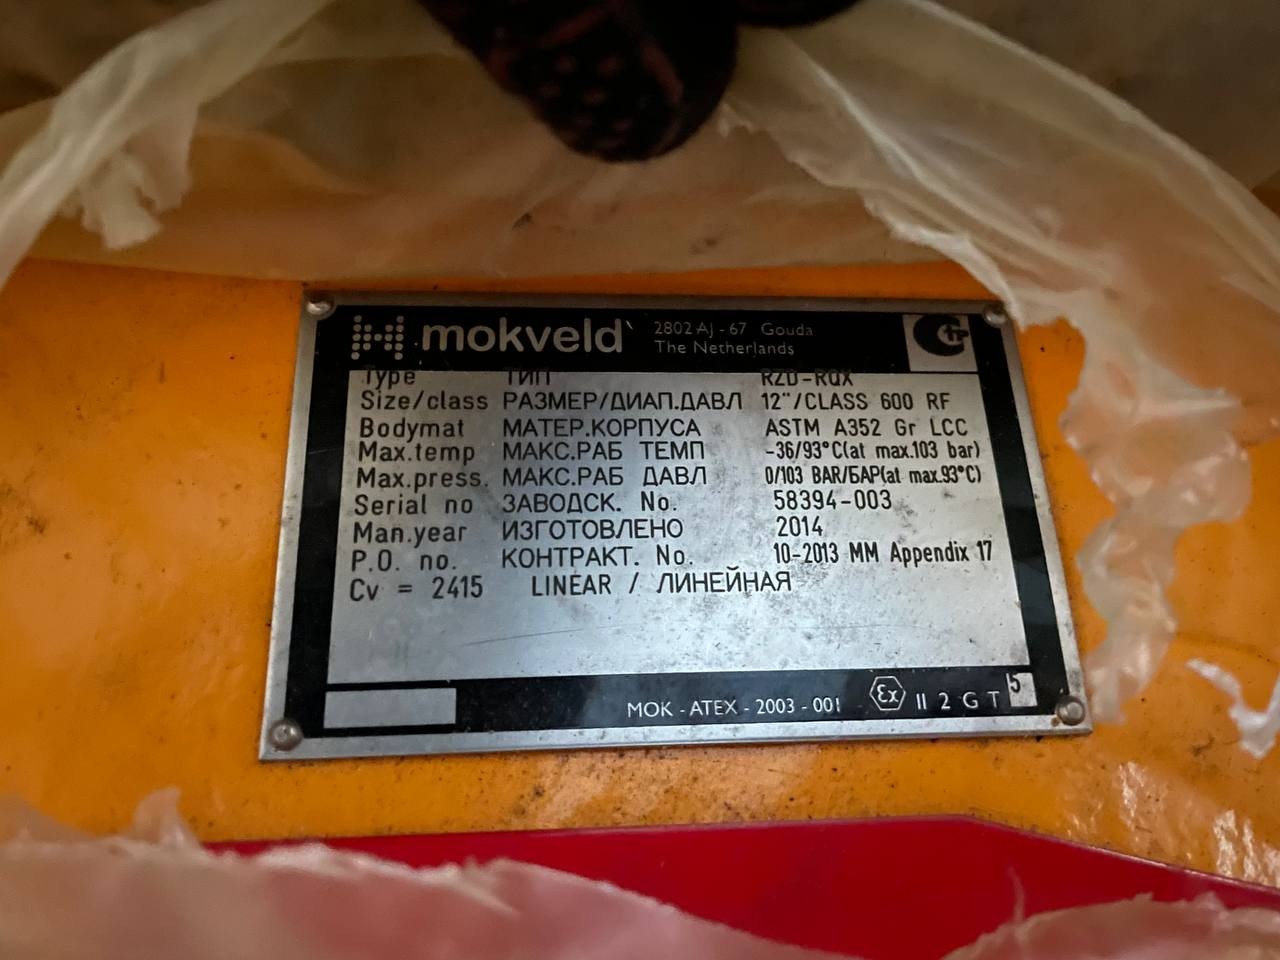 mokveld
2802 AJ - 67 Gouda
The Netherlands
Type ТИП RZD-RQX
Size/class РАЗМЕР/ДИАП.ДАВЛ 12"/CLASS 600 RF
Bodymat МАТЕР.КОРПУСА ASTM A352 Gr LCC
Max.temp МАКС.РАБ ТЕМП -36/93°C(at max.103 bar)
Max.press. МАКС.РАБ ДАВЛ 0/103 BAR/БАР(at max.93°C)
Serial no ЗАВОДСК. No. 58394-003
Man.year ИЗГОТОВЛЕНО 2014
P.O. no. КОНТРАКТ. No. 10-2013 MM Appendix 17
Cv = 2415 LINEAR / ЛИНЕЙНАЯ
MOK - ATEX - 2003 - 001 Ex II 2 G T 5